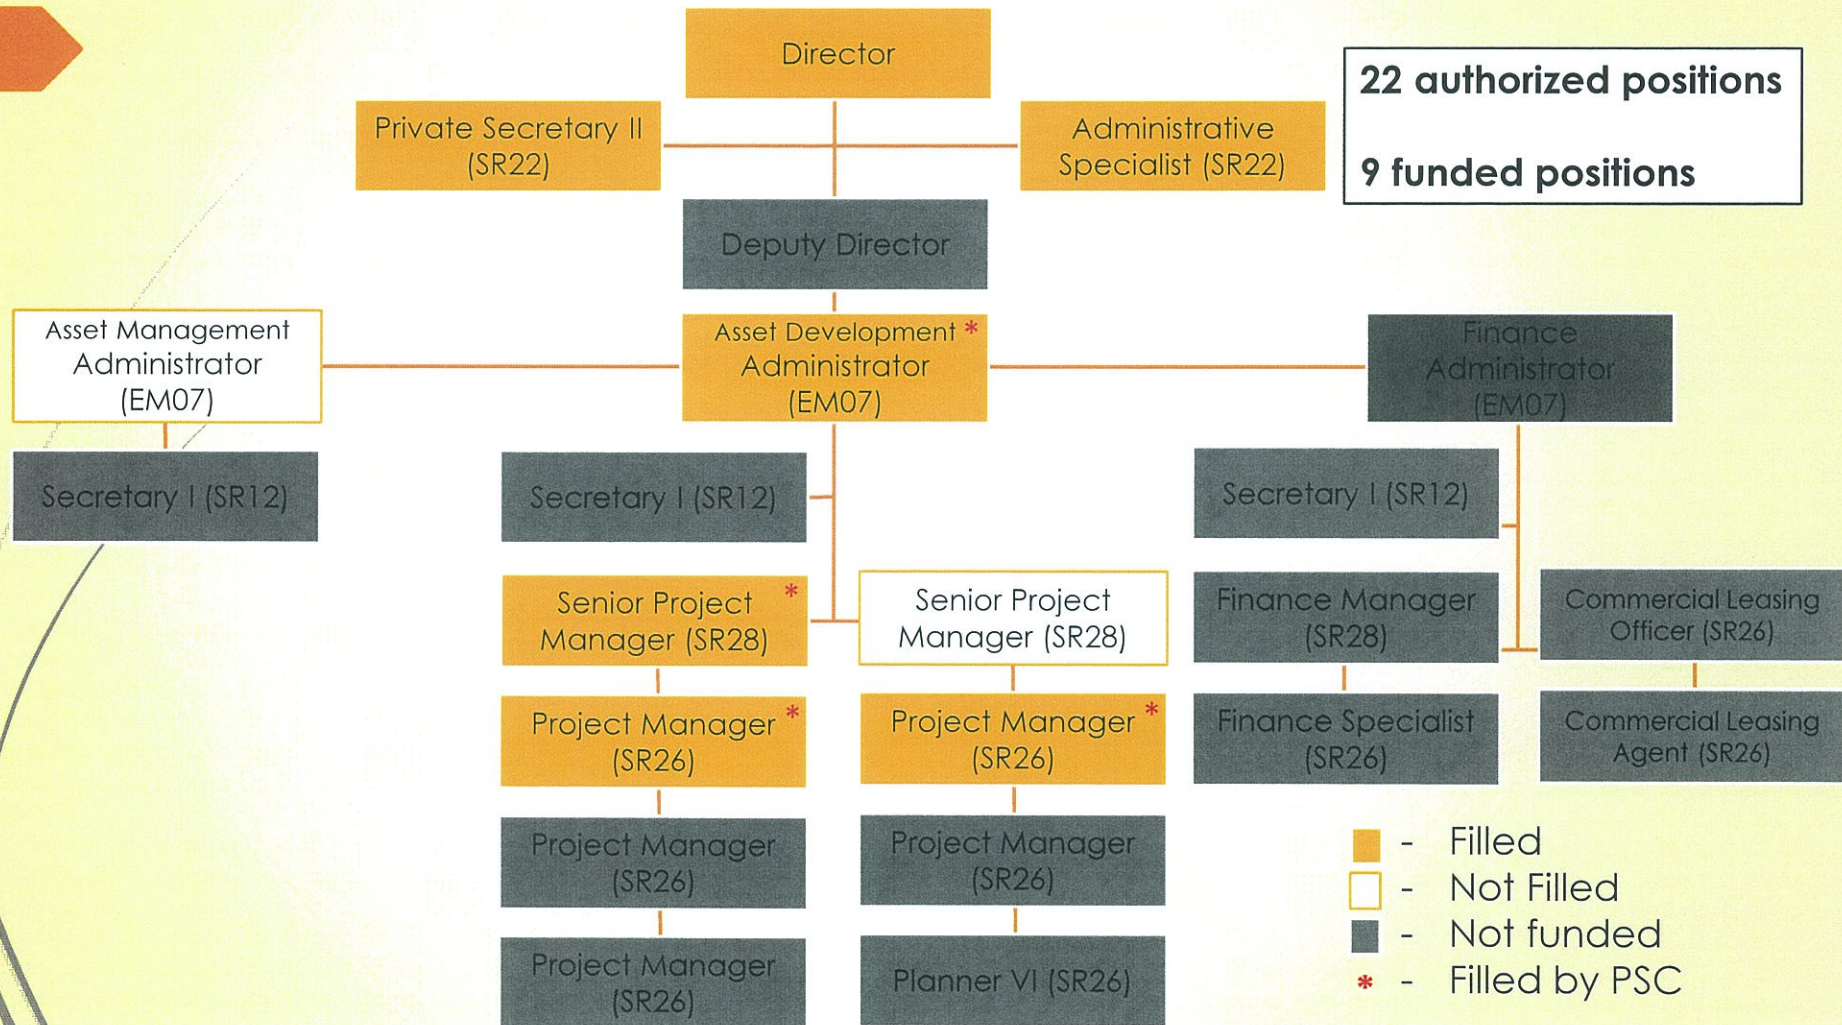 Director
22 authorized positions
9 funded positions
Private Secretary II
(SR22)
Administrative
Specialist (SR22)
Deputy Director
Asset Management
Administrator
(EM07)
Asset Development *
Administrator
(EM07)
Finance
Administrator
(EM07)
Secretary I (SR12)
Secretary I (SR12)
Secretary I (SR12)
Senior Project *
Manager (SR28)
Senior Project
Manager (SR28)
Finance Manager
(SR28)
Commercial Leasing
Officer (SR26)
Project Manager *
(SR26)
Project Manager *
(SR26)
Finance Specialist
(SR26)
Commercial Leasing
Agent (SR26)
Project Manager
(SR26)
Project Manager
(SR26)
Project Manager
(SR26)
Planner VI (SR26)
- Filled
- Not Filled
- Not funded
* - Filled by PSC